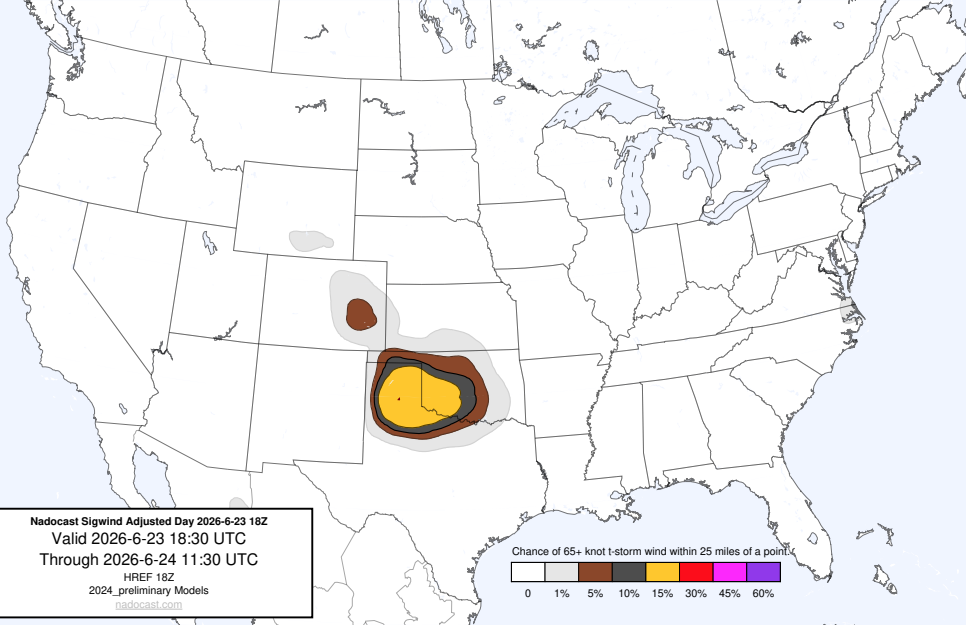 Nadocast Sigwind Adjusted Day 2026-6-23 18Z
Valid 2026-6-23 18:30 UTC
Through 2026-6-24 11:30 UTC
HREF 18Z
2024_preliminary Models
nadocast.com
Chance of 65+ knot t-storm wind within 25 miles of a point.
0 1% 5% 10% 15% 30% 45% 60%